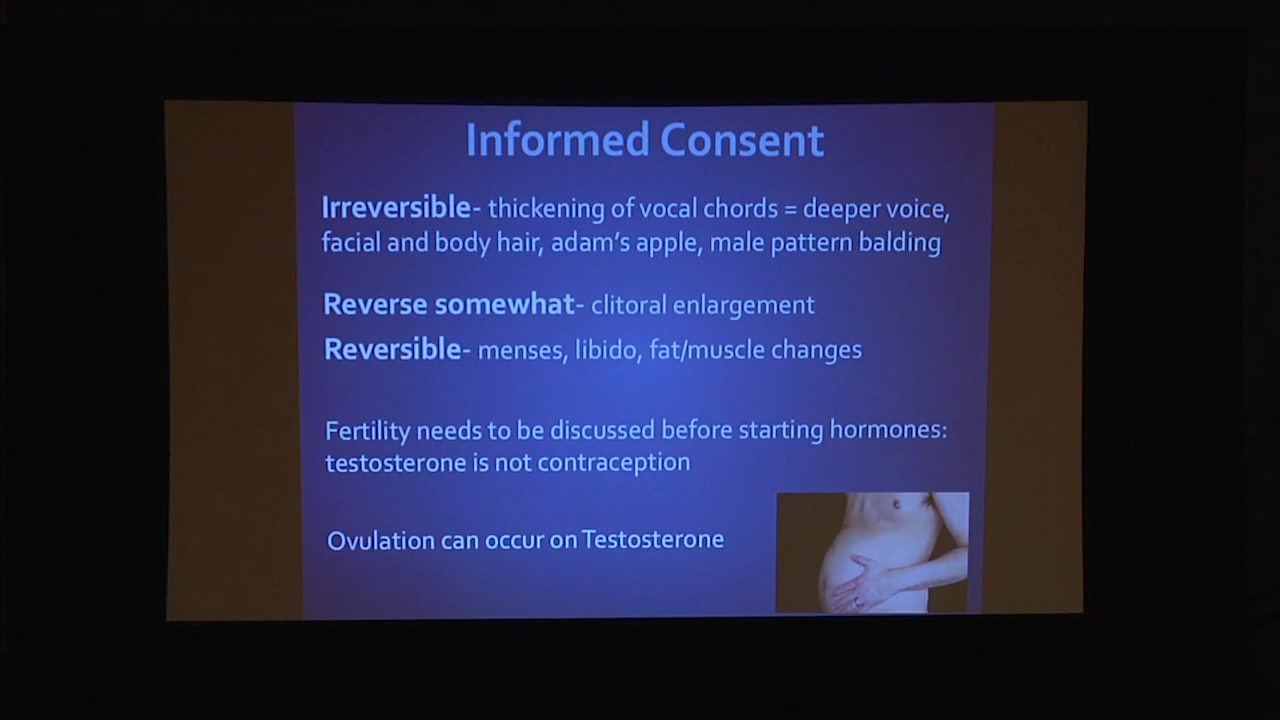 Informed Consent
Irreversible- thickening of vocal chords = deeper voice,
facial and body hair, adam's apple, male pattern balding
Reverse somewhat- clitoral enlargement
Reversible- menses, libido, fat/muscle changes
Fertility needs to be discussed before starting hormones:
testosterone is not contraception
Ovulation can occur on Testosterone